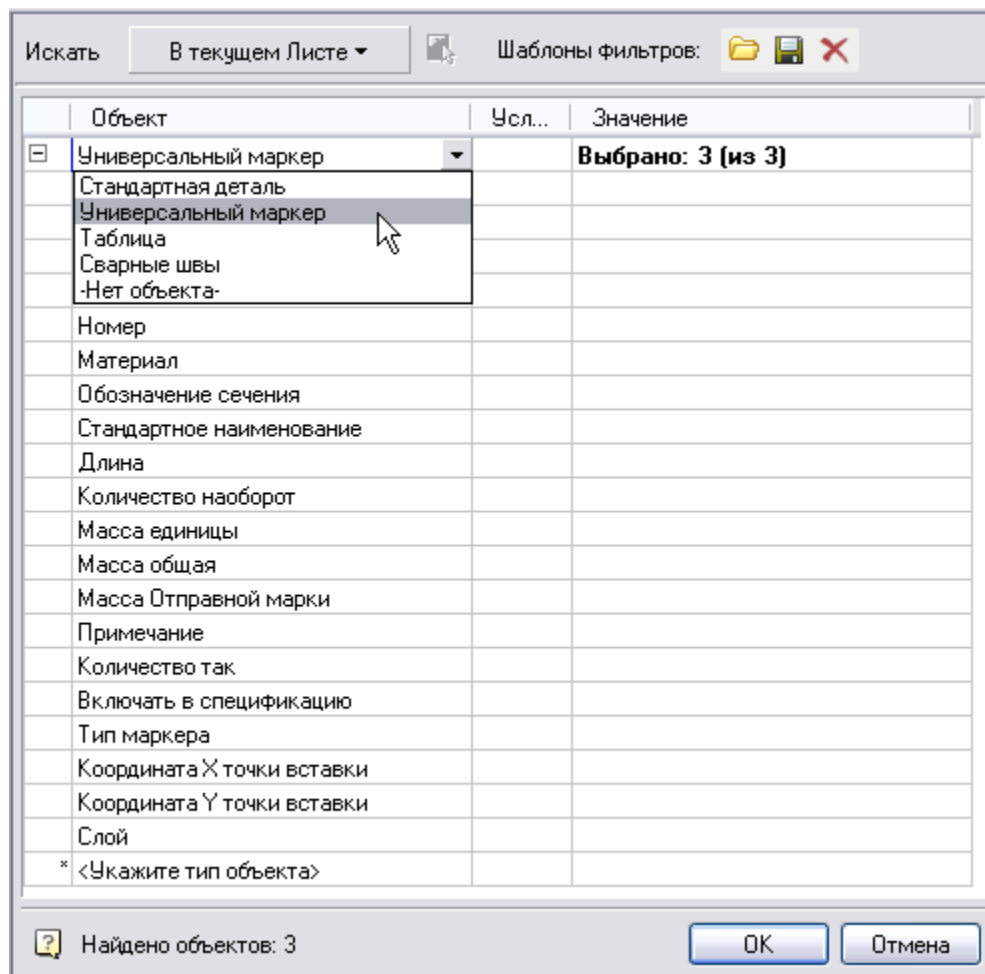 Искать В текущем Листе Шаблоны фильтров:
Объект Усл... Значение
Универсальный маркер Выбрано: 3 (из 3)
Стандартная деталь
Универсальный маркер
Таблица
Сварные швы
-Нет объекта-
Номер
Материал
Обозначение сечения
Стандартное наименование
Длина
Количество наоборот
Масса единицы
Масса общая
Масса Отправной марки
Примечание
Количество так
Включать в спецификацию
Тип маркера
Координата X точки вставки
Координата Y точки вставки
Слой
* <Укажите тип объекта>
Найдено объектов: 3 OK Отмена